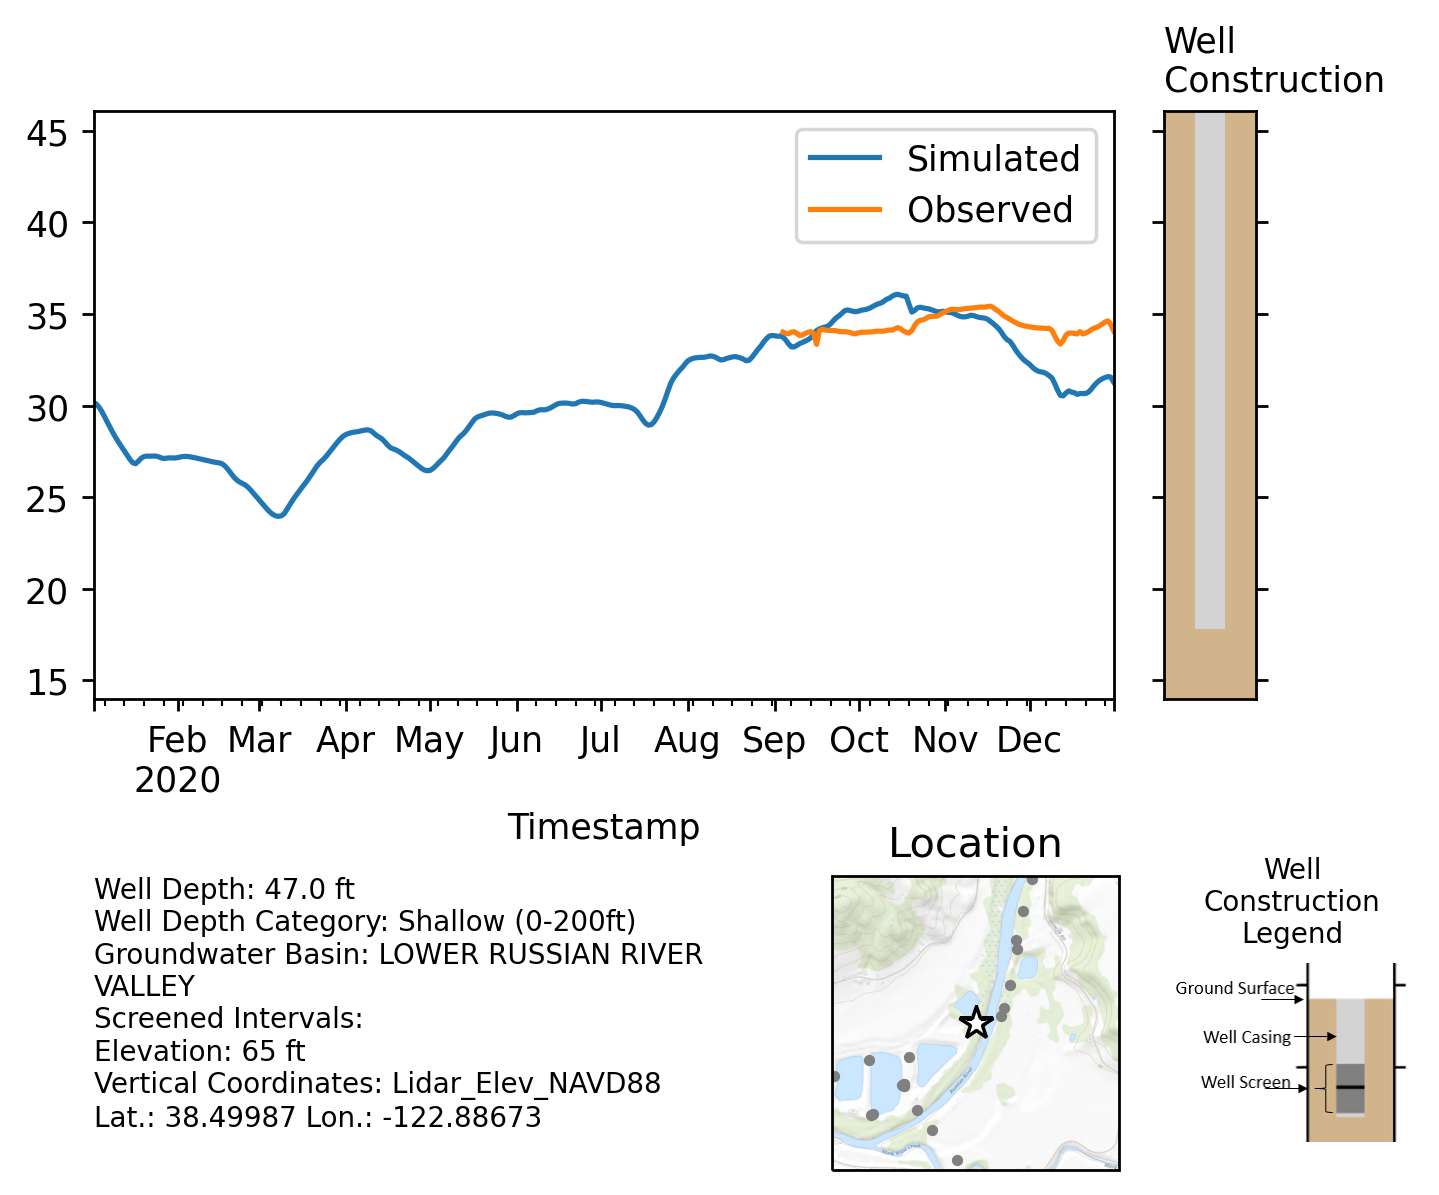 Well
Construction
45
40
35
30
25
20
15
Simulated
Observed
Feb
2020
Mar
Apr
May
Jun
Jul
Aug
Sep
Oct
Nov
Dec
Timestamp
Well Depth: 47.0 ft
Well Depth Category: Shallow (0-200ft)
Groundwater Basin: LOWER RUSSIAN RIVER
VALLEY
Screened Intervals:
Elevation: 65 ft
Vertical Coordinates: Lidar_Elev_NAVD88
Lat.: 38.49987 Lon.: -122.88673
Location
Well
Construction
Legend
Ground Surface
Well Casing
Well Screen